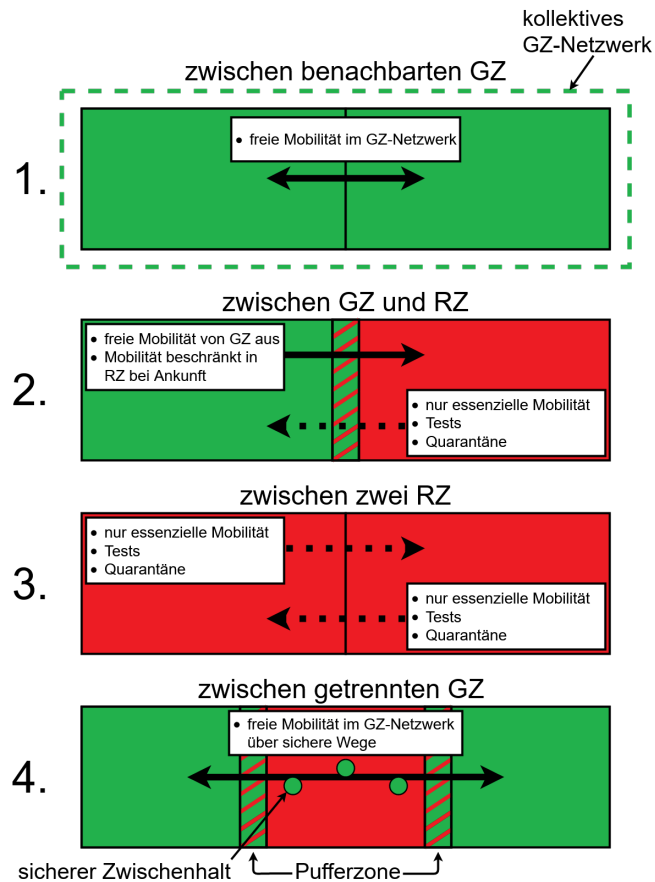 kollektives
GZ-Netzwerk
zwischen benachbarten GZ
1.
• freie Mobilität im GZ-Netzwerk
zwischen GZ und RZ
2.
• freie Mobilität von GZ aus
• Mobilität beschränkt in
RZ bei Ankunft
• nur essenzielle Mobilität
• Tests
• Quarantäne
zwischen zwei RZ
3.
• nur essenzielle Mobilität
• Tests
• Quarantäne
• nur essenzielle Mobilität
• Tests
• Quarantäne
zwischen getrennten GZ
4.
• freie Mobilität im GZ-Netzwerk
über sichere Wege
sicherer Zwischenhalt
Pufferzone